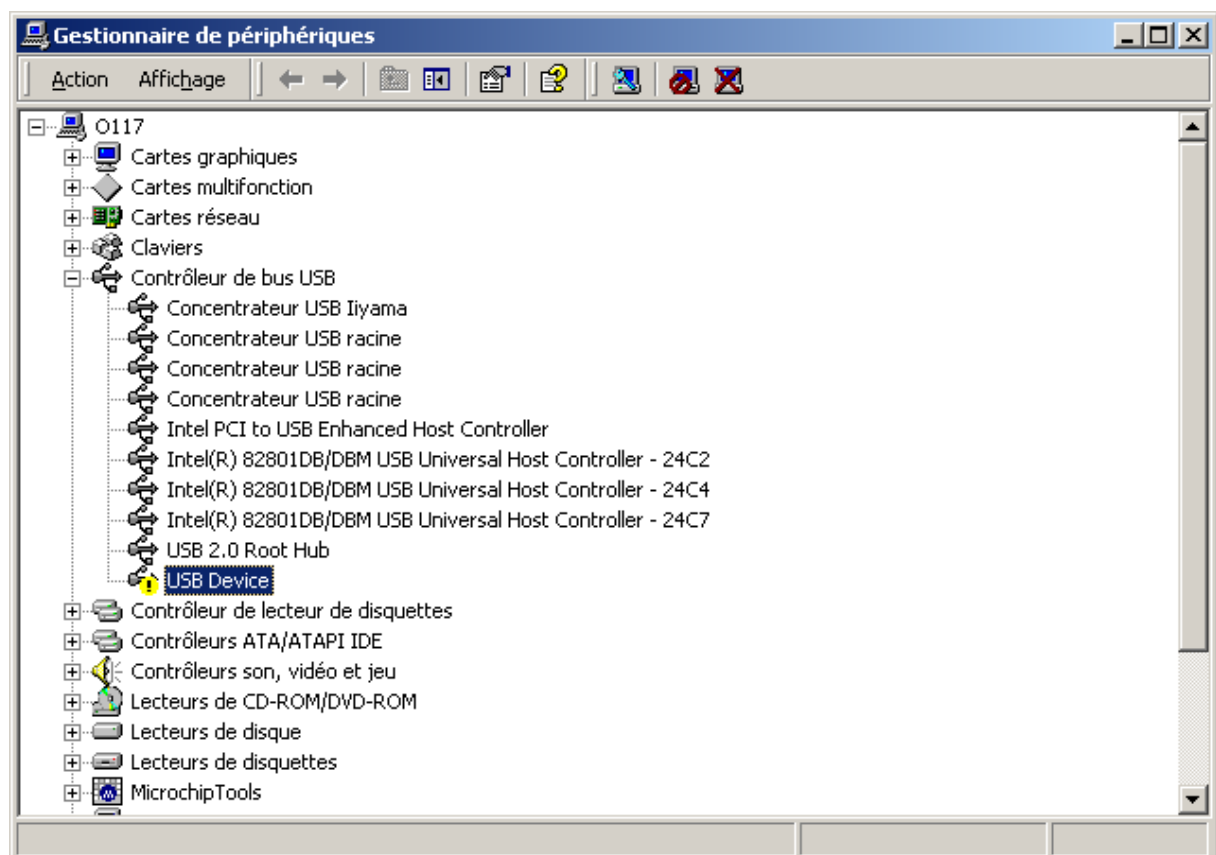 Gestionnaire de périphériques
Action Affichage
O117
Cartes graphiques
Cartes multifonction
Cartes réseau
Claviers
Contrôleur de bus USB
Concentrateur USB Iiyama
Concentrateur USB racine
Concentrateur USB racine
Concentrateur USB racine
Intel PCI to USB Enhanced Host Controller
Intel(R) 82801DB/DBM USB Universal Host Controller - 24C2
Intel(R) 82801DB/DBM USB Universal Host Controller - 24C4
Intel(R) 82801DB/DBM USB Universal Host Controller - 24C7
USB 2.0 Root Hub
USB Device
Contrôleur de lecteur de disquettes
Contrôleurs ATA/ATAPI IDE
Contrôleurs son, vidéo et jeu
Lecteurs de CD-ROM/DVD-ROM
Lecteurs de disque
Lecteurs de disquettes
MicrochipTools